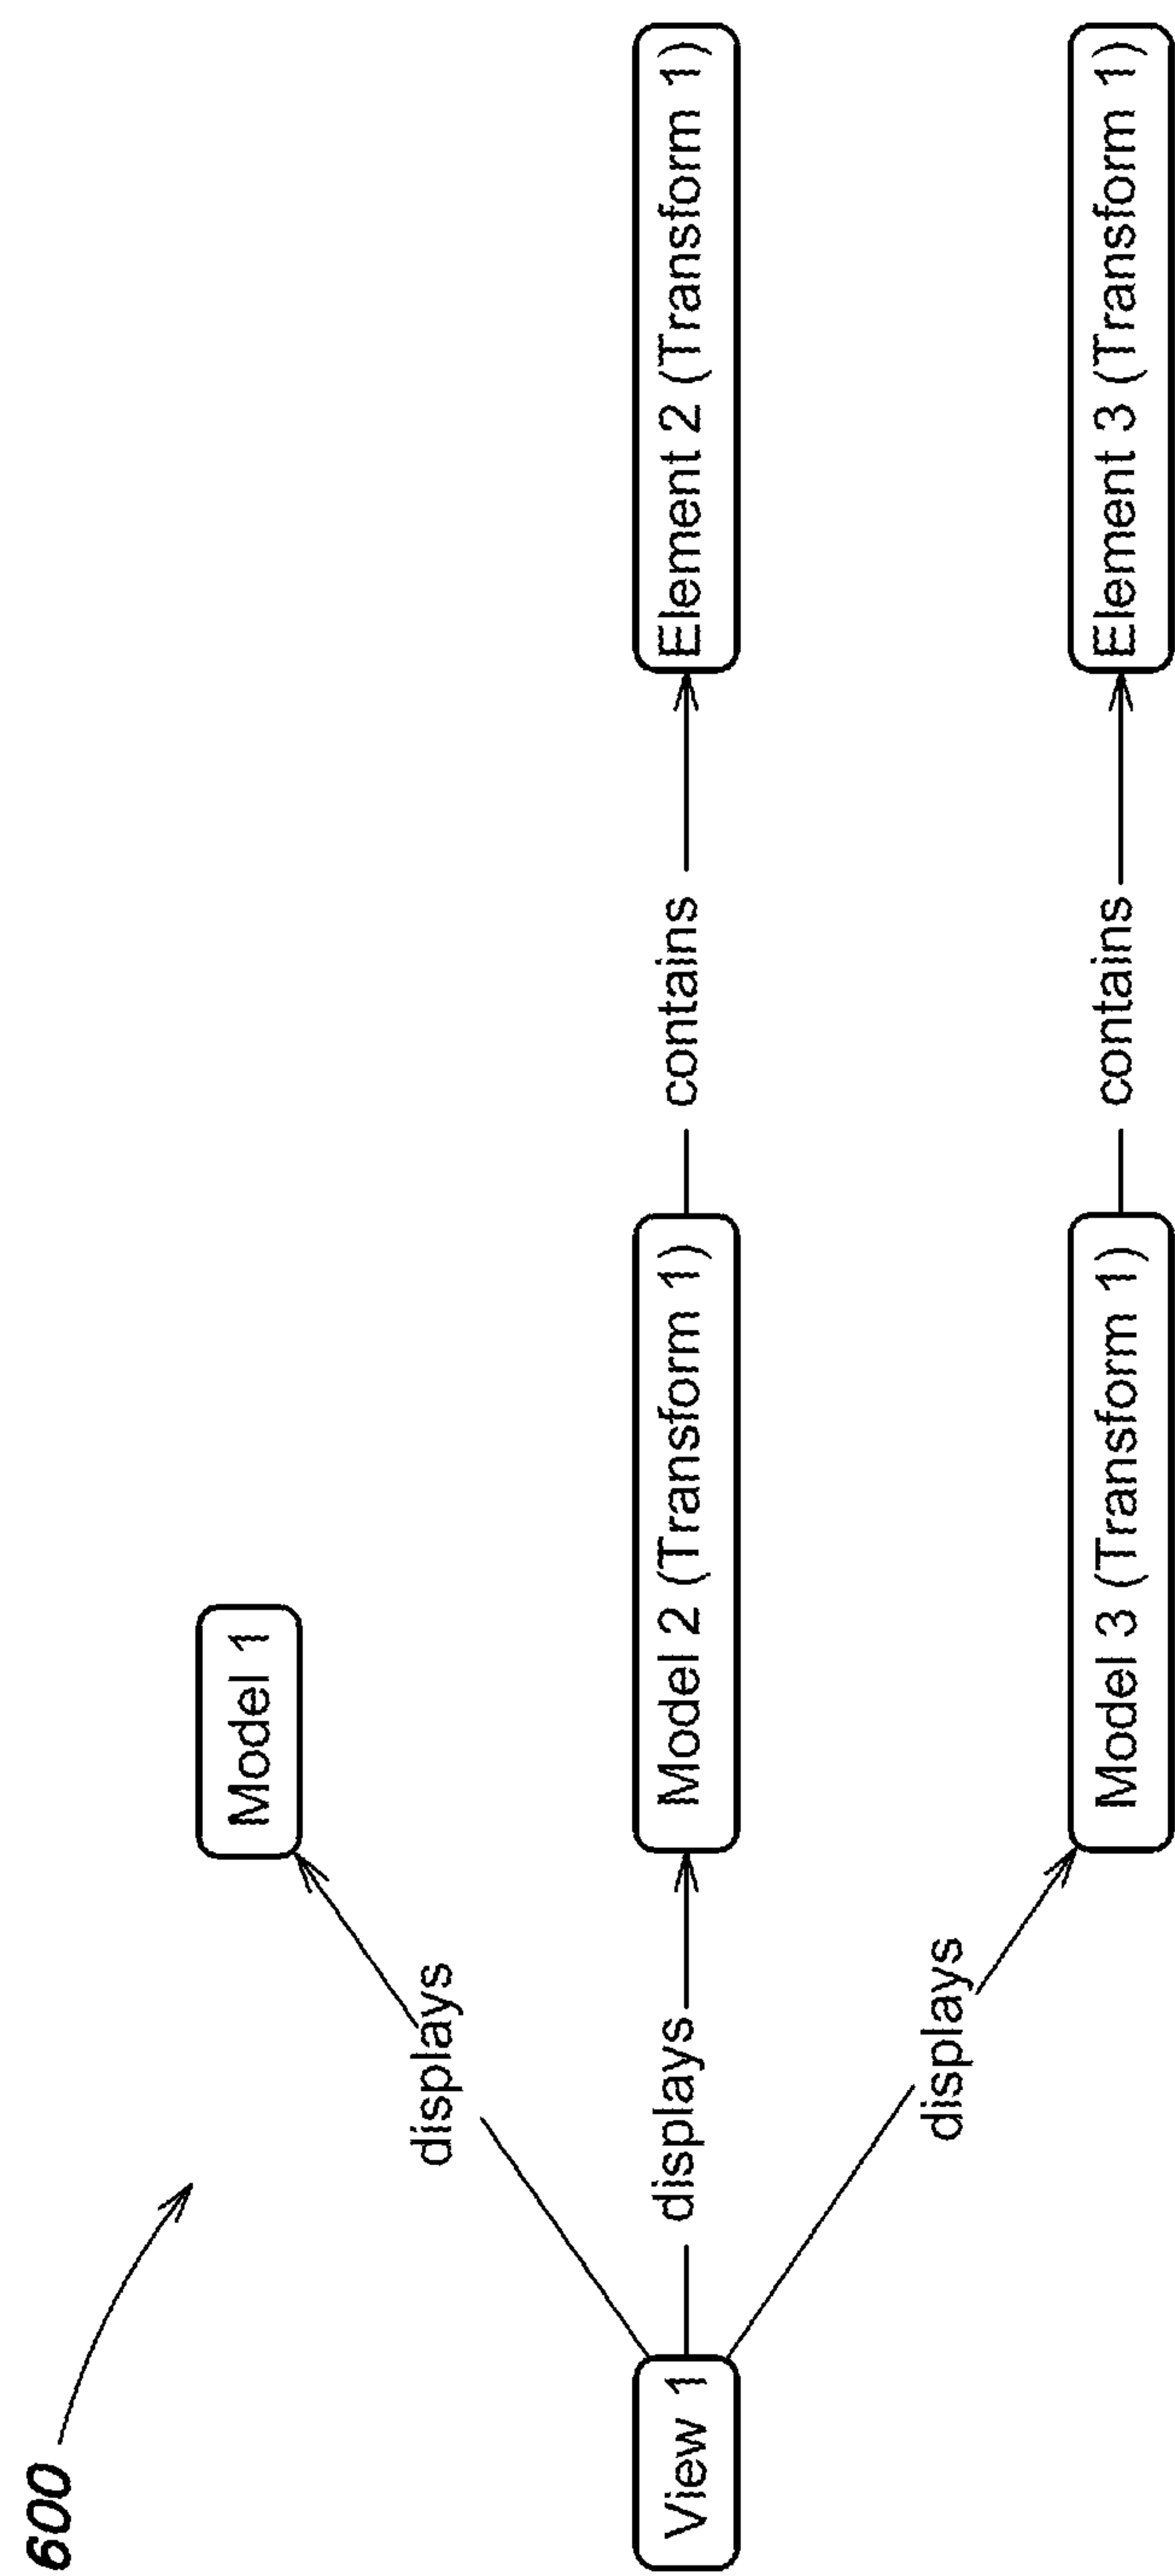 600
Model 1
displays
View 1
displays
Model 2 (Transform 1)
contains
Element 2 (Transform 1)
displays
Model 3 (Transform 1)
contains
Element 3 (Transform 1)